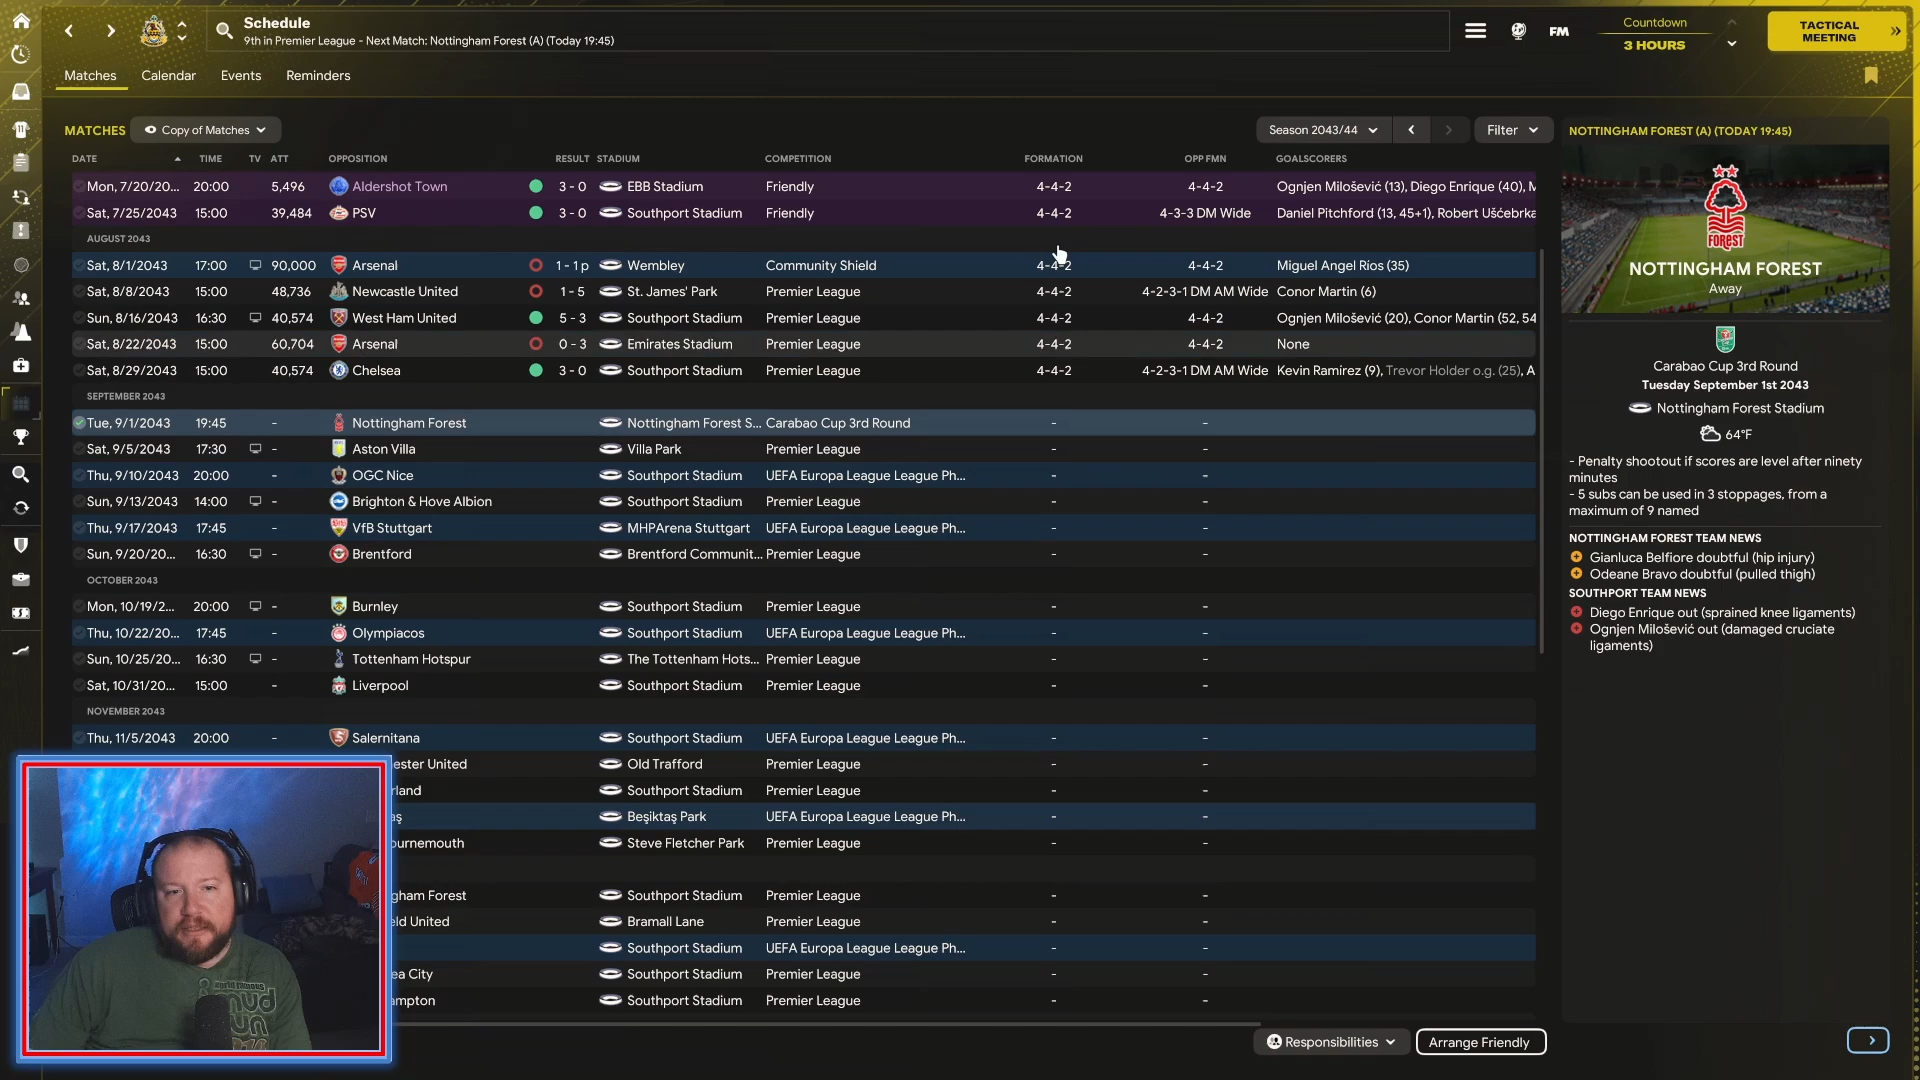 Schedule
9th in Premier League - Next Match: Nottingham Forest (A) (Today 19:45)
FM
Countdown
3 HOURS
TACTICAL
MEETING
Matches Calendar Events Reminders
MATCHES Copy of Matches Season 2043/44 Filter
DATE TIME TV ATT OPPOSITION RESULT STADIUM COMPETITION FORMATION OPP FMN GOALSCORERS
Mon, 7/20/20... 20:00 5,496 Aldershot Town 3 - 0 EBB Stadium Friendly 4-4-2 4-4-2 Ognjen Milošević (13), Diego Enrique (40), M
Sat, 7/25/2043 15:00 39,484 PSV 3 - 0 Southport Stadium Friendly 4-4-2 4-3-3 DM Wide Daniel Pitchford (13, 45+1), Robert Ušćebrka
AUGUST 2043
Sat, 8/1/2043 17:00 90,000 Arsenal 1 - 1 p Wembley Community Shield 4-4-2 4-4-2 Miguel Angel Rios (35)
Sat, 8/8/2043 15:00 48,736 Newcastle United 1 - 5 St. James' Park Premier League 4-4-2 4-2-3-1 DM AM Wide Conor Martin (6)
Sun, 8/16/2043 16:30 40,574 West Ham United 5 - 3 Southport Stadium Premier League 4-4-2 4-4-2 Ognjen Milošević (20), Conor Martin (52, 54
Sat, 8/22/2043 15:00 60,704 Arsenal 0 - 3 Emirates Stadium Premier League 4-4-2 4-4-2 None
Sat, 8/29/2043 15:00 40,574 Chelsea 3 - 0 Southport Stadium Premier League 4-4-2 4-2-3-1 DM AM Wide Kevin Ramírez (9), Trevor Holder o.g. (25), A
SEPTEMBER 2043
Tue, 9/1/2043 19:45 - Nottingham Forest Nottingham Forest S... Carabao Cup 3rd Round - -
Sat, 9/5/2043 17:30 - Aston Villa Villa Park Premier League - -
Thu, 9/10/2043 20:00 - OGC Nice Southport Stadium UEFA Europa League League Ph... - -
Sun, 9/13/2043 14:00 - Brighton & Hove Albion Southport Stadium Premier League - -
Thu, 9/17/2043 17:45 - VfB Stuttgart MHPArena Stuttgart UEFA Europa League League Ph... - -
Sun, 9/20/20... 16:30 - Brentford Brentford Communit... Premier League - -
OCTOBER 2043
Mon, 10/19/2... 20:00 - Burnley Southport Stadium Premier League - -
Thu, 10/22/20... 17:45 - Olympiacos Southport Stadium UEFA Europa League League Ph... - -
Sun, 10/25/20... 16:30 - Tottenham Hotspur The Tottenham Hots... Premier League - -
Sat, 10/31/20... 15:00 - Liverpool Southport Stadium Premier League - -
NOVEMBER 2043
Thu, 11/5/2043 20:00 - Salernitana Southport Stadium UEFA Europa League League Ph... - -
ester United Old Trafford Premier League - -
rland Southport Stadium Premier League - -
aş Beşiktaş Park UEFA Europa League League Ph... - -
ournemouth Steve Fletcher Park Premier League - -
gham Forest Southport Stadium Premier League - -
eld United Bramall Lane Premier League - -
Southport Stadium UEFA Europa League League Ph... - -
ea City Southport Stadium Premier League - -
ampton Southport Stadium Premier League - -
Responsibilities Arrange Friendly
NOTTINGHAM FOREST (A) (TODAY 19:45)
FOREST
NOTTINGHAM FOREST
Away
Carabao Cup 3rd Round
Tuesday September 1st 2043
Nottingham Forest Stadium
64°F
- Penalty shootout if scores are level after ninety
minutes
- 5 subs can be used in 3 stoppages, from a
maximum of 9 named
NOTTINGHAM FOREST TEAM NEWS
Gianluca Belfiore doubtful (hip injury)
Odeane Bravo doubtful (pulled thigh)
SOUTHPORT TEAM NEWS
Diego Enrique out (sprained knee ligaments)
Ognjen Milošević out (damaged cruciate
ligaments)